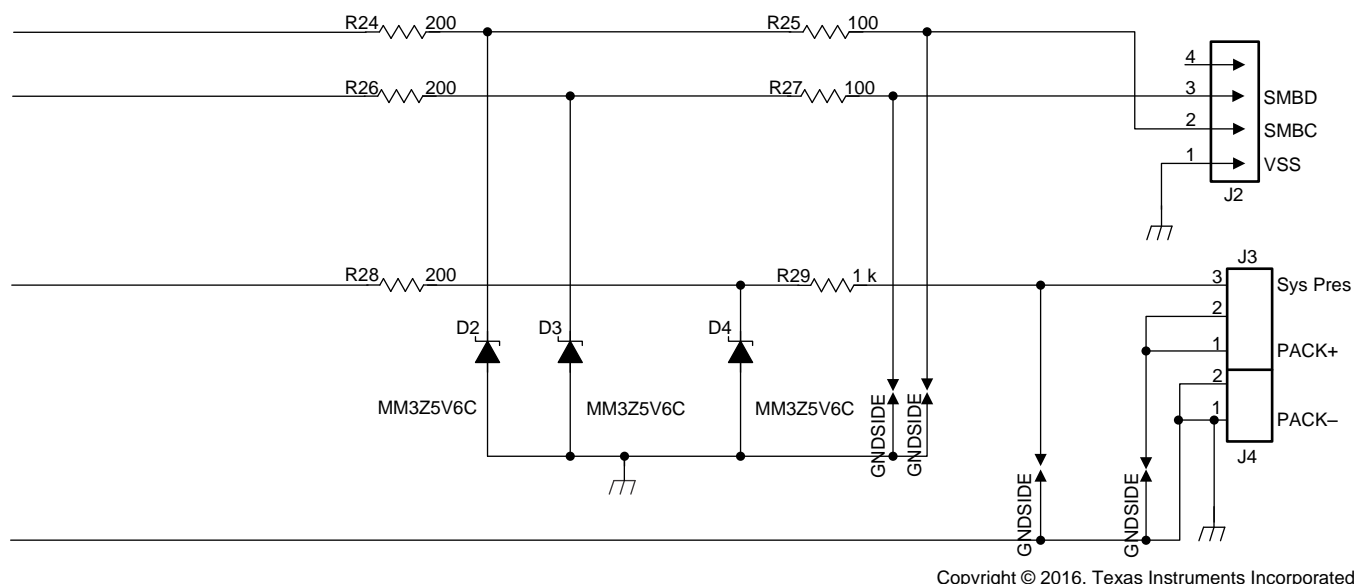 R24 200 R25 100
4
R26 200 R27 100 3 SMBD
2 SMBC
1 VSS
J2
J3
R28 200 R29 1 k 3 Sys Pres
2
D2 D3 D4
1 PACK+
2
MM3Z5V6C MM3Z5V6C MM3Z5V6C
1 PACK–
GNDSIDE GNDSIDE
J4
GNDSIDE GNDSIDE
Copyright © 2016, Texas Instruments Incorporated